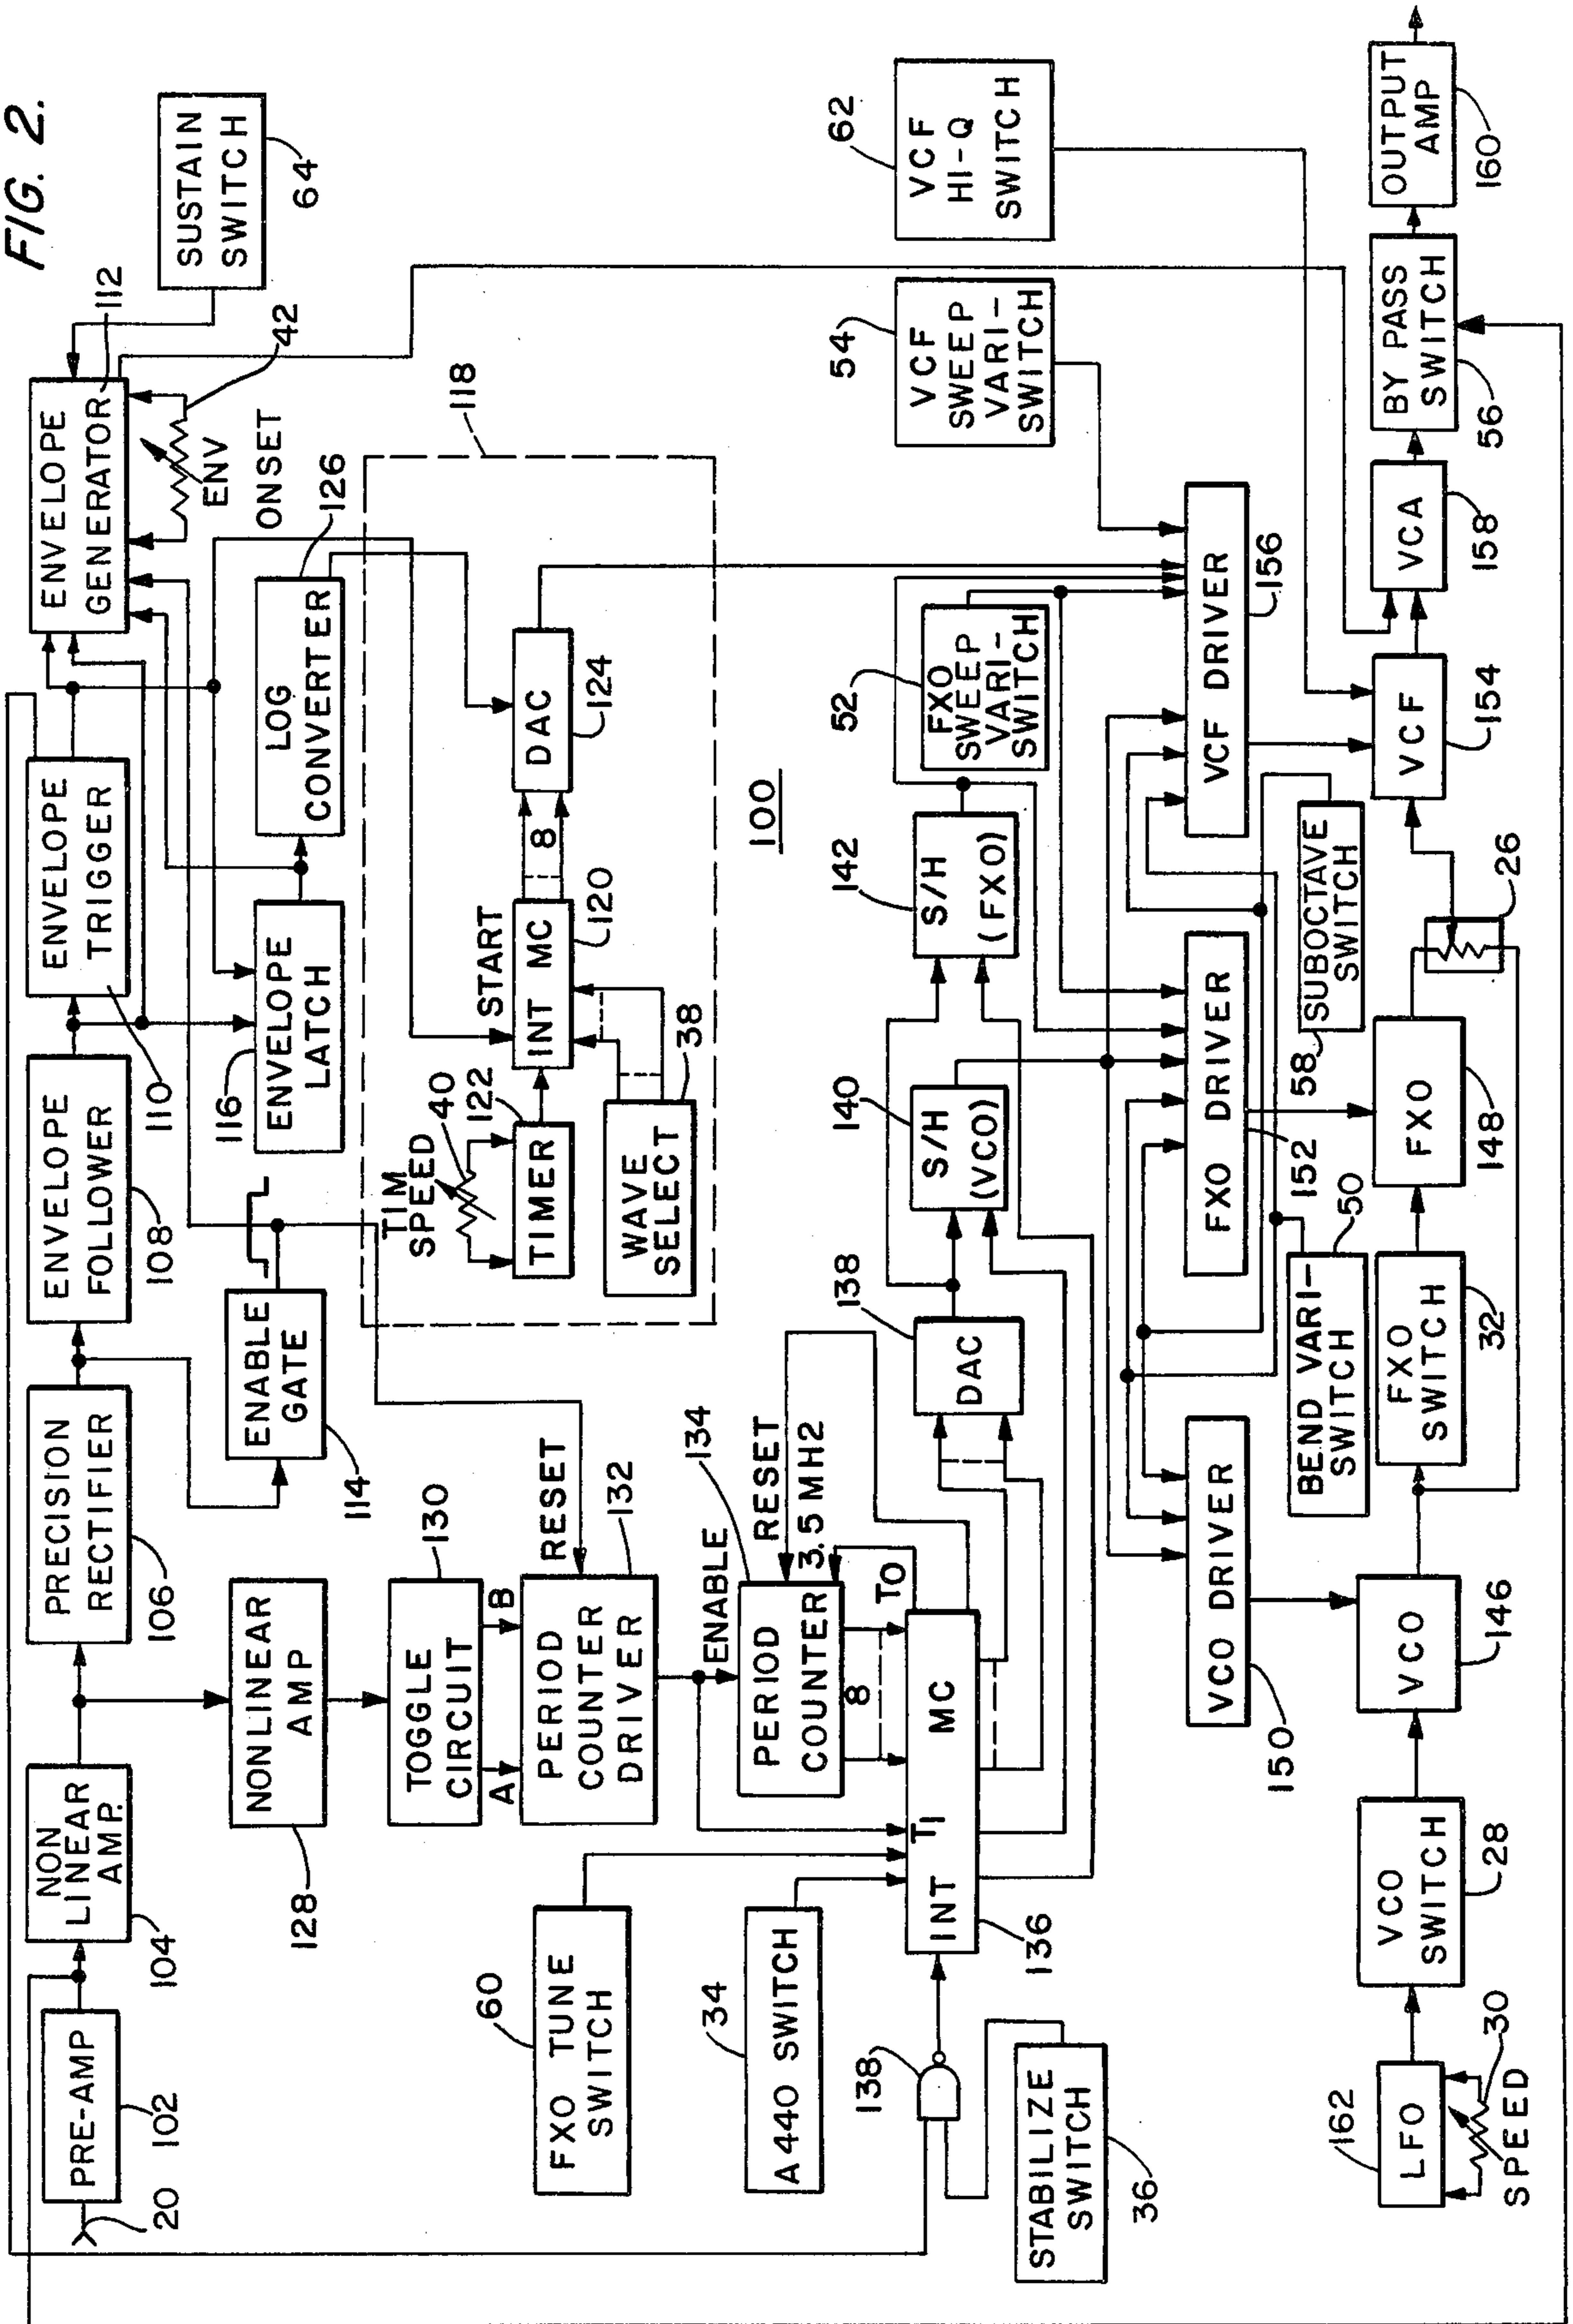 FIG. 2.
20
PRE-AMP
102
NON
LINEAR
AMP.
104
PRECISION
RECTIFIER
106
ENVELOPE
FOLLOWER
108
ENVELOPE
TRIGGER
110
ENVELOPE
GENERATOR
112
ENV
42
SUSTAIN
SWITCH
64
ENABLE
GATE
114
ENVELOPE
LATCH
116
LOG
CONVERTER
126
ONSET
NONLINEAR
AMP
128
TOGGLE
CIRCUIT
130
A
B
PERIOD
COUNTER
DRIVER
132
RESET
TIM
SPEED
40
TIMER
122
START
INT MC
120
8
DAC
124
118
WAVE
SELECT
38
FXO TUNE
SWITCH
60
ENABLE
PERIOD
COUNTER
134
RESET
3.5 MH2
8
TO
A 440 SWITCH
34
INT
T1
MC
136
138
STABILIZE
SWITCH
36
DAC
138
S/H
(VCO)
140
S/H
(FXO)
142
100
FXO
SWEEP
VARI-
SWITCH
52
VCF
SWEEP
VARI-
SWITCH
54
VCF
HI-Q
SWITCH
62
VCO DRIVER
150
FXO DRIVER
152
VCF DRIVER
156
BEND VARI-
SWITCH
50
SUBOCTAVE
SWITCH
58
LFO
162
30
SPEED
VCO
SWITCH
28
VCO
146
FXO
SWITCH
32
FXO
148
26
VCF
154
VCA
158
BY PASS
SWITCH
56
OUTPUT
AMP
160